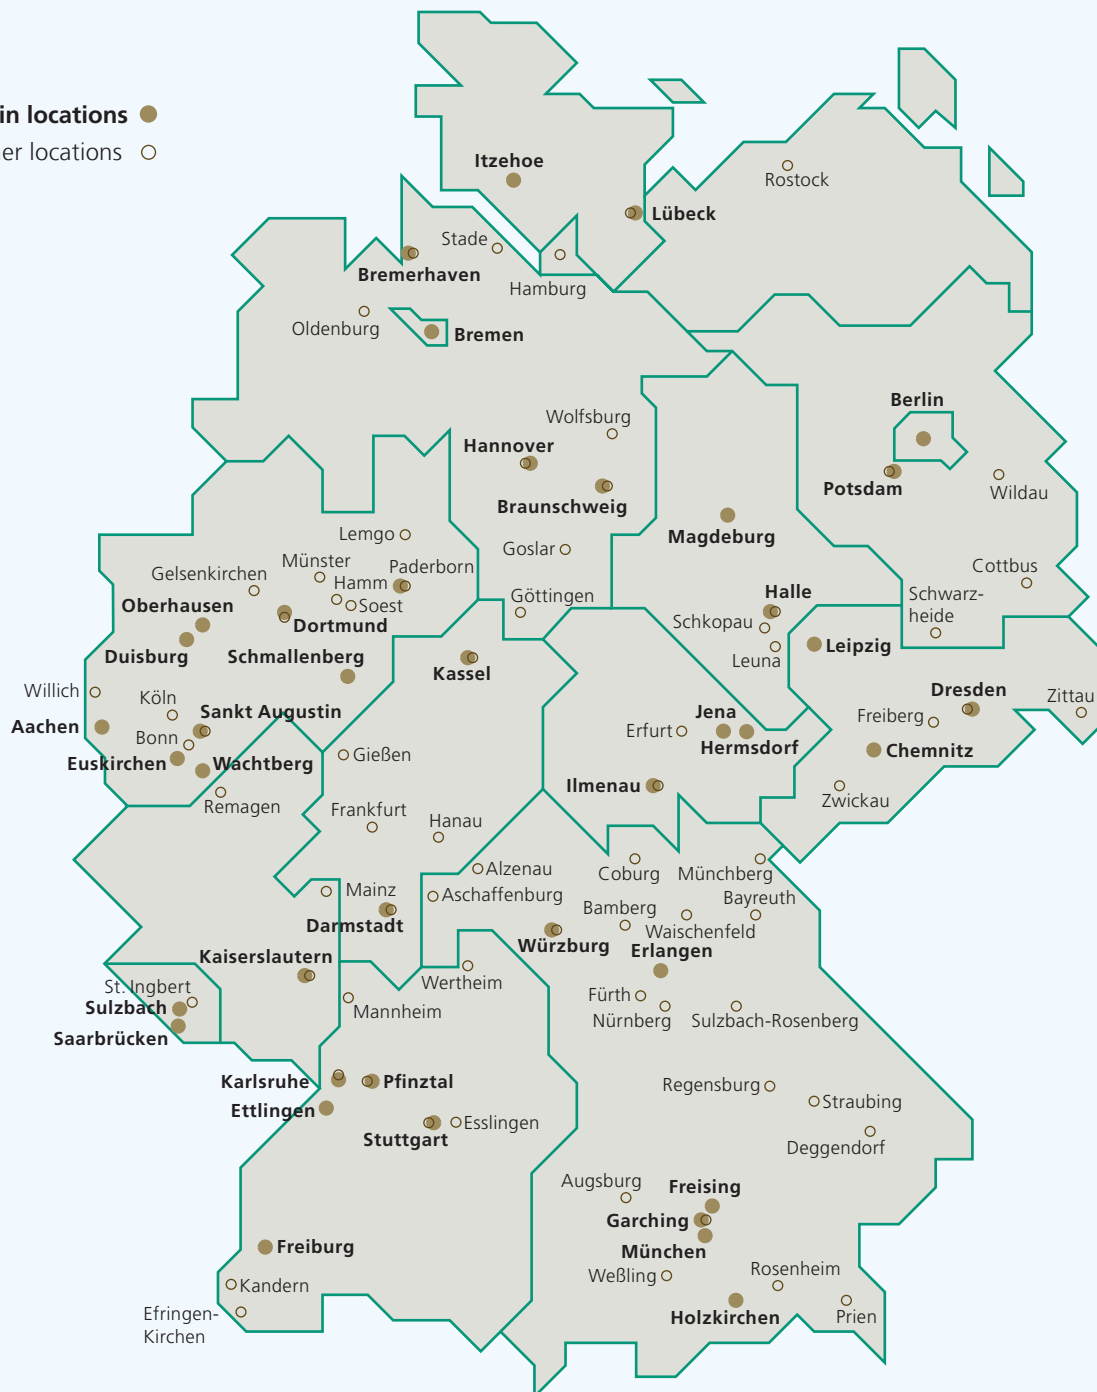 in locations
er locations
Itzehoe
Rostock
Lübeck
Stade
Bremerhaven
Hamburg
Oldenburg
Bremen
Berlin
Wolfsburg
Hannover
Potsdam
Wildau
Braunschweig
Magdeburg
Lemgo
Goslar
Münster
Paderborn
Cottbus
Gelsenkirchen
Hamm
Göttingen
Schwarz-
heide
Halle
Oberhausen
Soest
Dortmund
Schkopau
Leipzig
Duisburg
Schmallenberg
Kassel
Leuna
Willich
Köln
Dresden
Zittau
Aachen
Sankt Augustin
Jena
Freiberg
Bonn
Erfurt
Hermsdorf
Chemnitz
Euskirchen
Wachtberg
Gießen
Ilmenau
Remagen
Zwickau
Frankfurt
Hanau
Alzenau
Coburg
Münchberg
Mainz
Aschaffenburg
Bamberg
Bayreuth
Darmstadt
Waischenfeld
Würzburg
Erlangen
Kaiserslautern
Wertheim
St. Ingbert
Fürth
Sulzbach
Mannheim
Nürnberg
Sulzbach-Rosenberg
Saarbrücken
Karlsruhe
Pfinztal
Regensburg
Ettlingen
Straubing
Esslingen
Stuttgart
Deggendorf
Augsburg
Freising
Garching
Freiburg
München
Weßling
Rosenheim
Kandern
Efringen-
Kirchen
Holzkirchen
Prien